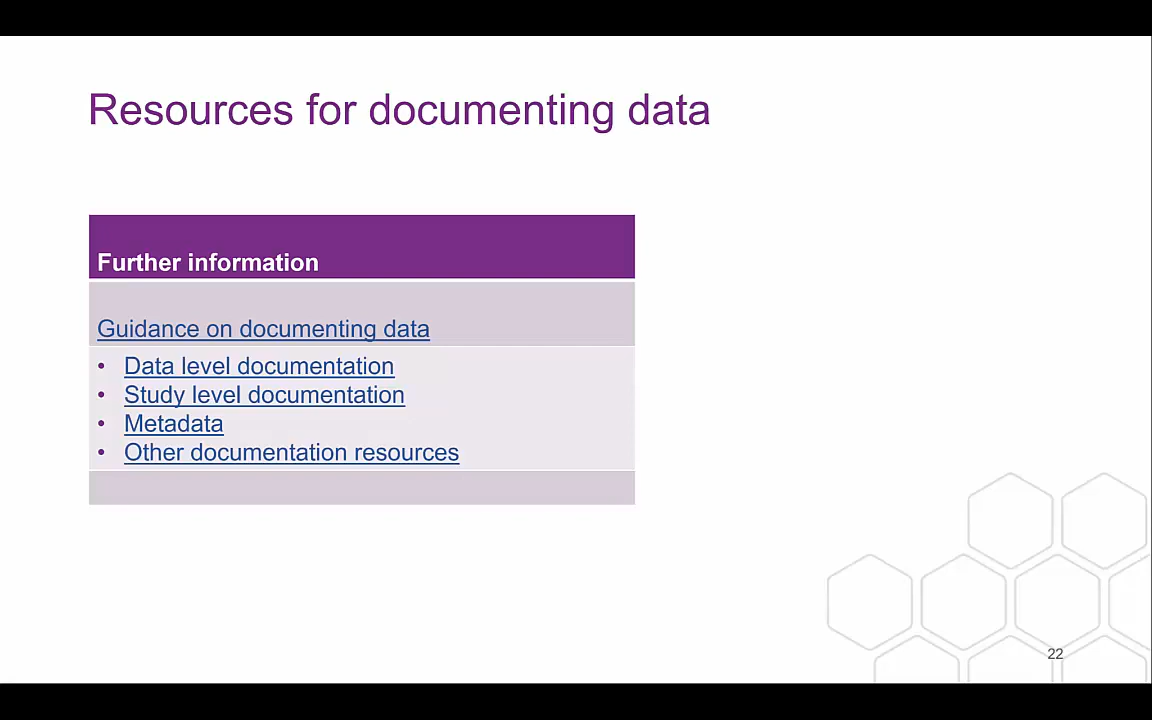 Resources for documenting data
Further information
Guidance on documenting data
• Data level documentation
• Study level documentation
• Metadata
• Other documentation resources
22